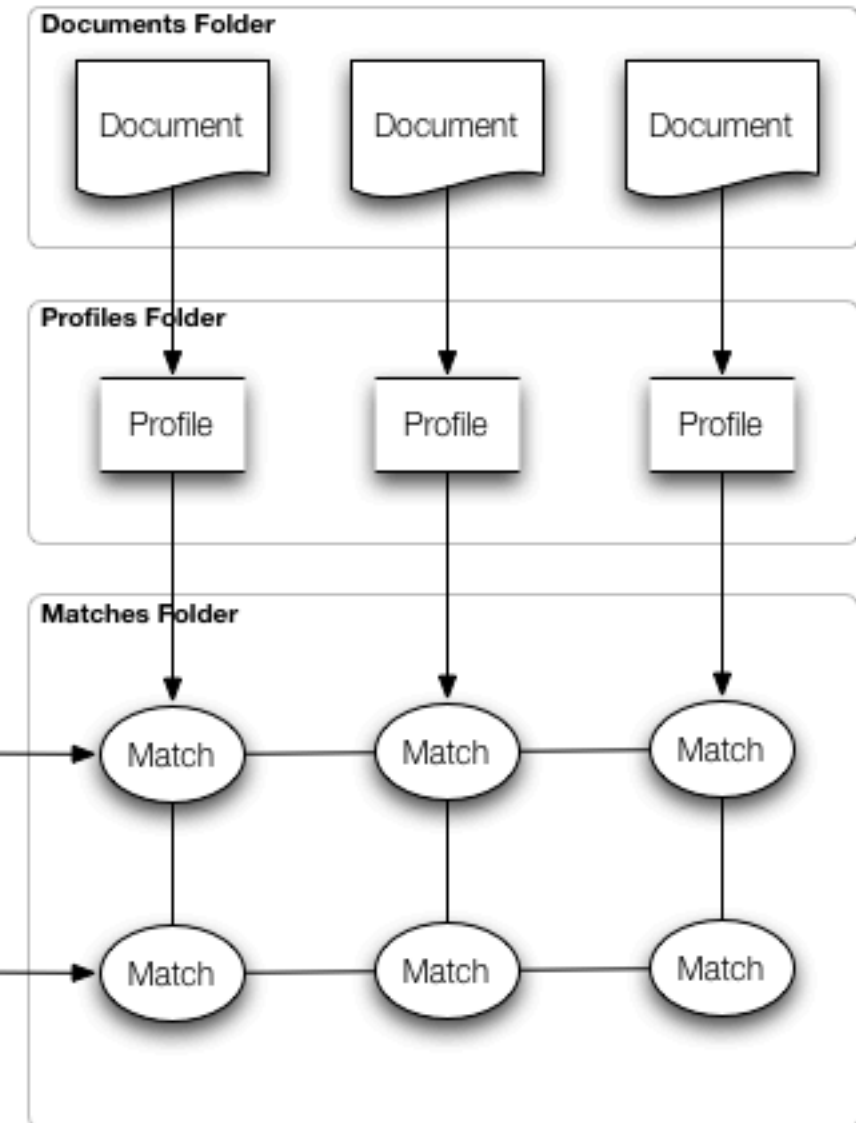 Documents Folder
Document Document Document
Profiles Folder
Profile Profile Profile
Matches Folder
Match Match Match
Match Match Match